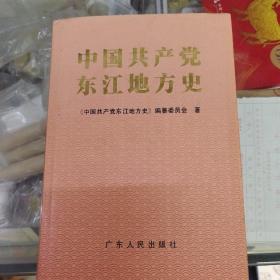 中国共产党
东江地方史
《中国共产党东江地方史》编纂委员会 著
广东人民出版社